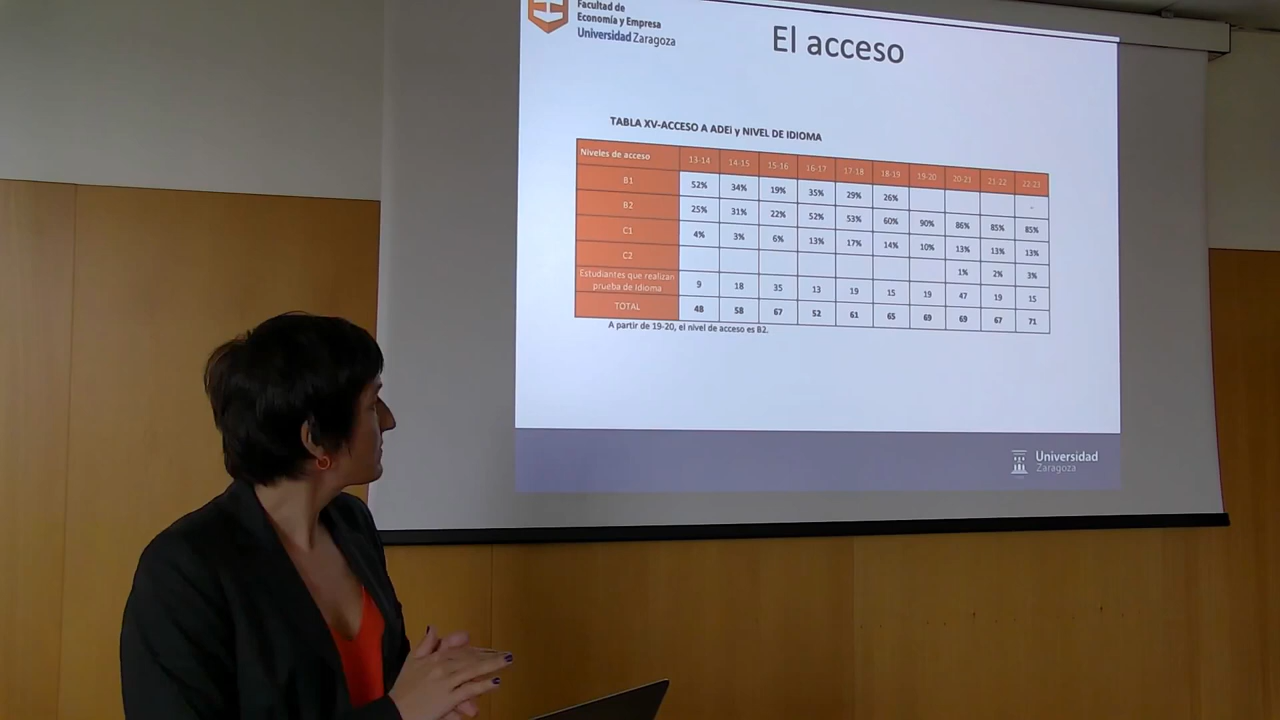 Facultad de
Economía y Empresa
Universidad Zaragoza
El acceso
TABLA XV-ACCESO A ADEi y NIVEL DE IDIOMA
Niveles de acceso 13-14 14-15 15-16 16-17 17-18 18-19 19-20 20-21 21-22 22-23
B1 52% 34% 19% 35% 29% 26% -
B2 25% 31% 22% 52% 53% 60% 90% 86% 85% 85%
C1 4% 3% 6% 13% 17% 14% 10% 13% 13% 13%
C2 1% 2% 3%
Estudiantes que realizan
prueba de Idioma 9 18 35 13 19 15 19 47 19 15
TOTAL 48 58 67 52 61 65 69 69 67 71
A partir de 19-20, el nivel de acceso es B2.
Universidad
Zaragoza